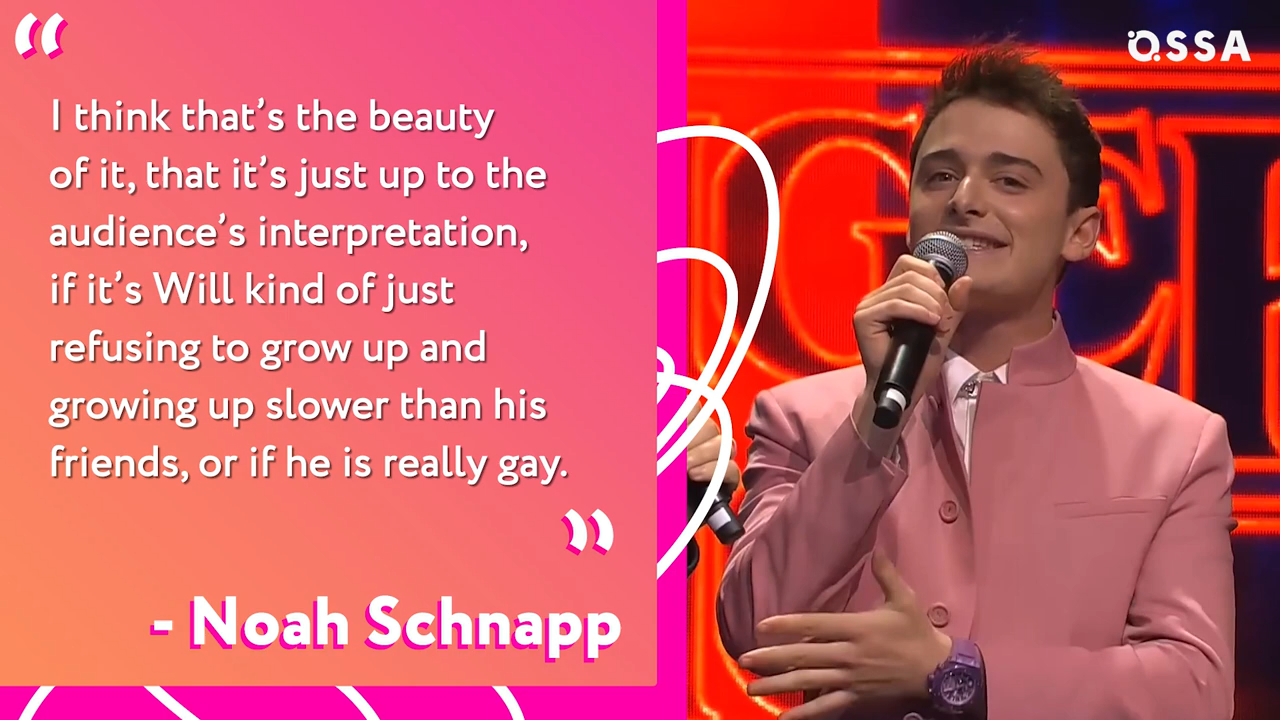 “
I think that’s the beauty
of it, that it’s just up to the
audience’s interpretation,
if it’s Will kind of just
refusing to grow up and
growing up slower than his
friends, or if he is really gay.
”
- Noah Schnapp
OSSA